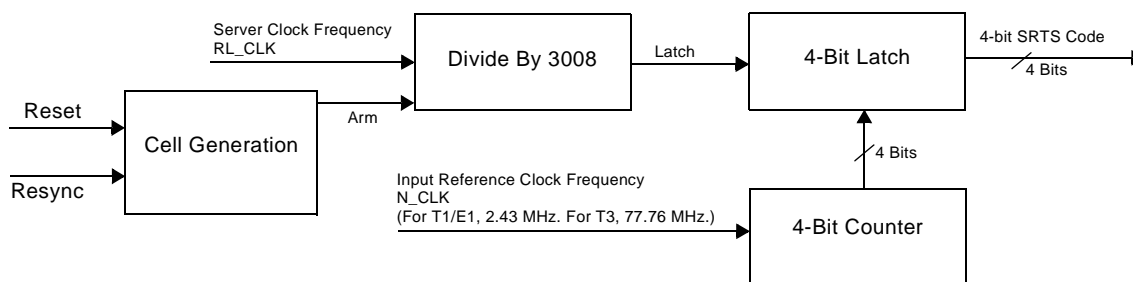 Server Clock Frequency
RL_CLK
Divide By 3008
Latch
4-Bit Latch
4-bit SRTS Code
4 Bits
Reset
Resync
Cell Generation
Arm
4 Bits
Input Reference Clock Frequency
N_CLK
(For T1/E1, 2.43 MHz. For T3, 77.76 MHz.)
4-Bit Counter